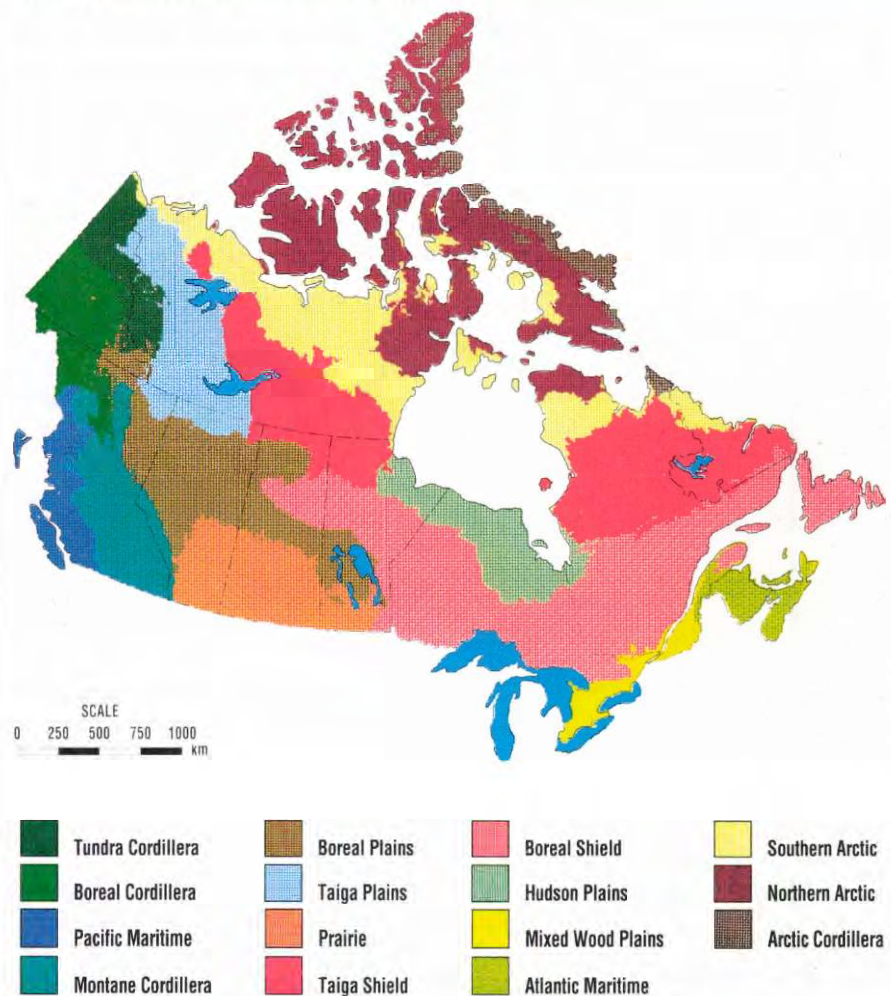 SCALE
0 250 500 750 1000
km
Tundra Cordillera
Boreal Cordillera
Pacific Maritime
Montane Cordillera
Boreal Plains
Taiga Plains
Prairie
Taiga Shield
Boreal Shield
Hudson Plains
Mixed Wood Plains
Atlantic Maritime
Southern Arctic
Northern Arctic
Arctic Cordillera